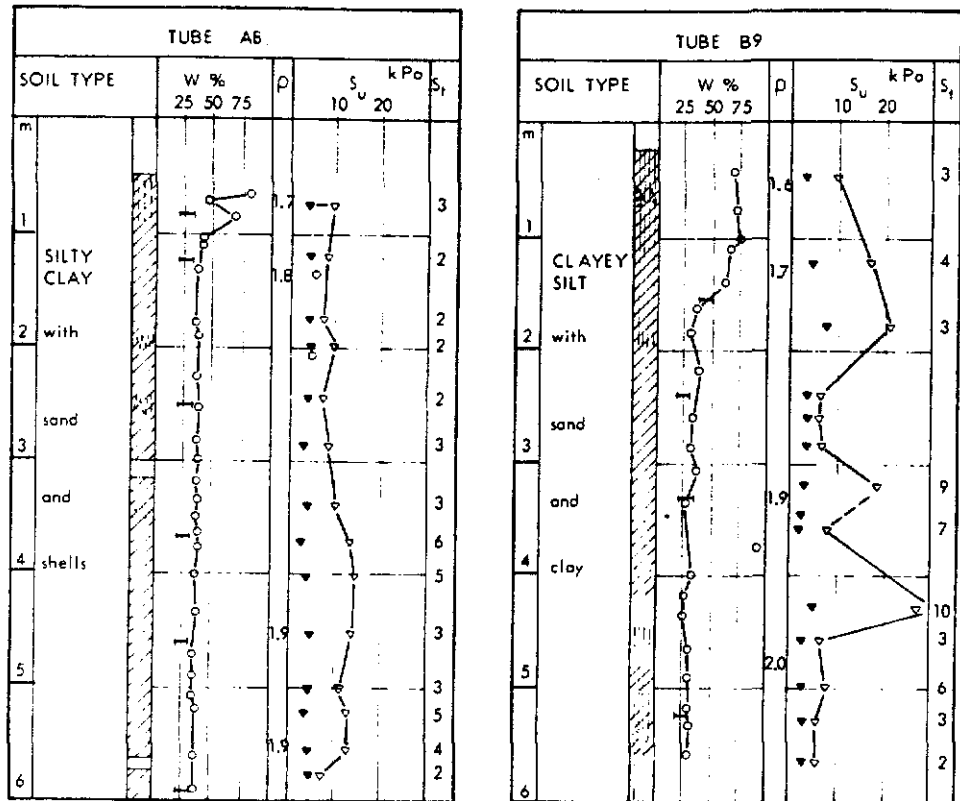 TUBE A6
SOIL TYPE W % ρ S_u kPa S_t
25 50 75 10 20
m
1.7 3
1
SILTY 2
CLAY 1.8
2
2 with 2
2
sand
3 3
and 3
6
4 shells 5
1.9 3
5 3
5
1.9 4
2
6
TUBE B9
SOIL TYPE W % ρ S_u kPa S_t
25 50 75 10 20
m
1.6 3
1
CLAYEY 1.7 4
SILT
3
2 with
sand
3
9
and 1.9
7
4 clay
10
3
2.0
5 6
3
2
6